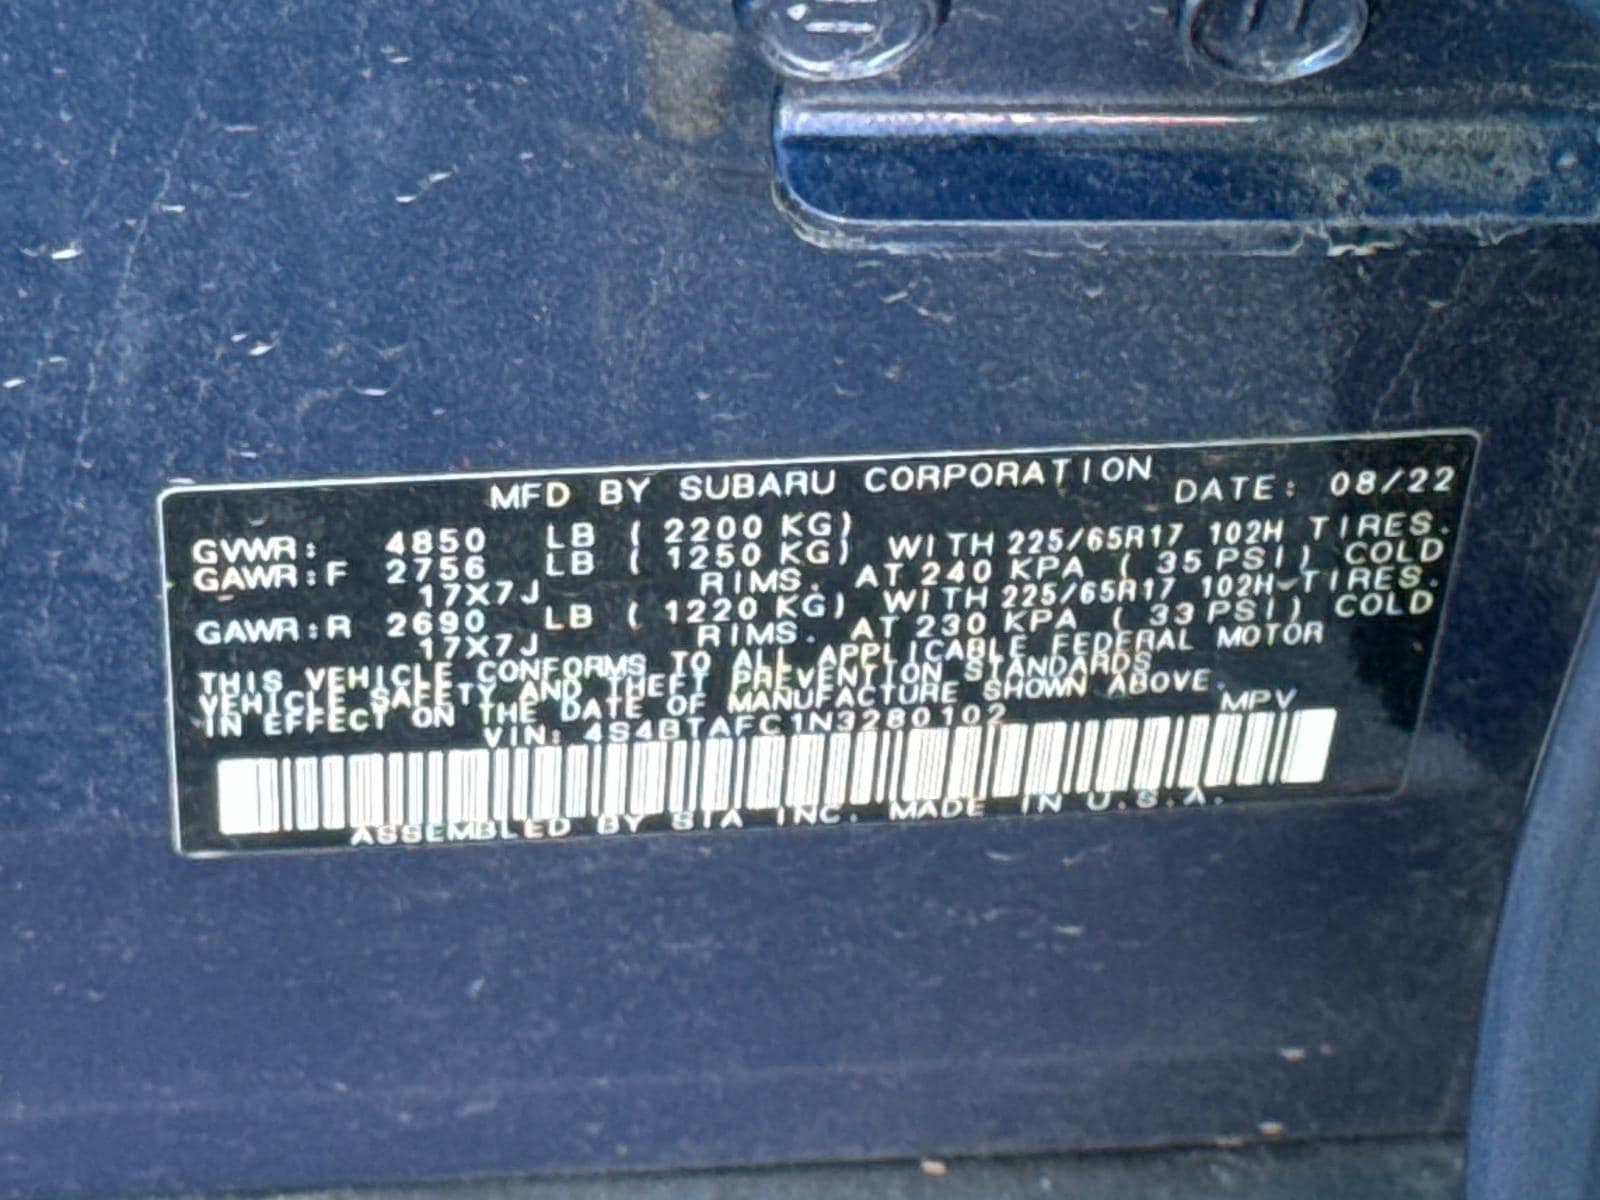 MFD BY SUBARU CORPORATION DATE: 08/22
GVWR: 4850 LB ( 2200 KG)
GAWR:F 2756 LB ( 1250 KG) WITH 225/65R17 102H TIRES.
17X7J RIMS. AT 240 KPA ( 35 PSI) COLD
GAWR:R 2690 LB ( 1220 KG) WITH 225/65R17 102H TIRES.
17X7J RIMS. AT 230 KPA ( 33 PSI) COLD
THIS VEHICLE CONFORMS TO ALL APPLICABLE FEDERAL MOTOR
VEHICLE SAFETY AND THEFT PREVENTION STANDARDS
IN EFFECT ON THE DATE OF MANUFACTURE SHOWN ABOVE.
VIN: 4S4BTAFC1N3280102 MPV
ASSEMBLED BY SIA INC. MADE IN U.S.A.